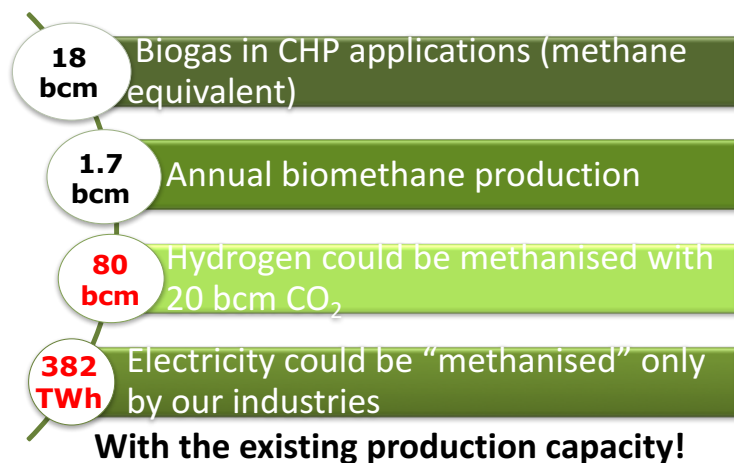 18
bcm
Biogas in CHP applications (methane
equivalent)
1.7
bcm
Annual biomethane production
80
bcm
Hydrogen could be methanised with
20 bcm CO₂
382
TWh
Electricity could be “methanised” only
by our industries
With the existing production capacity!